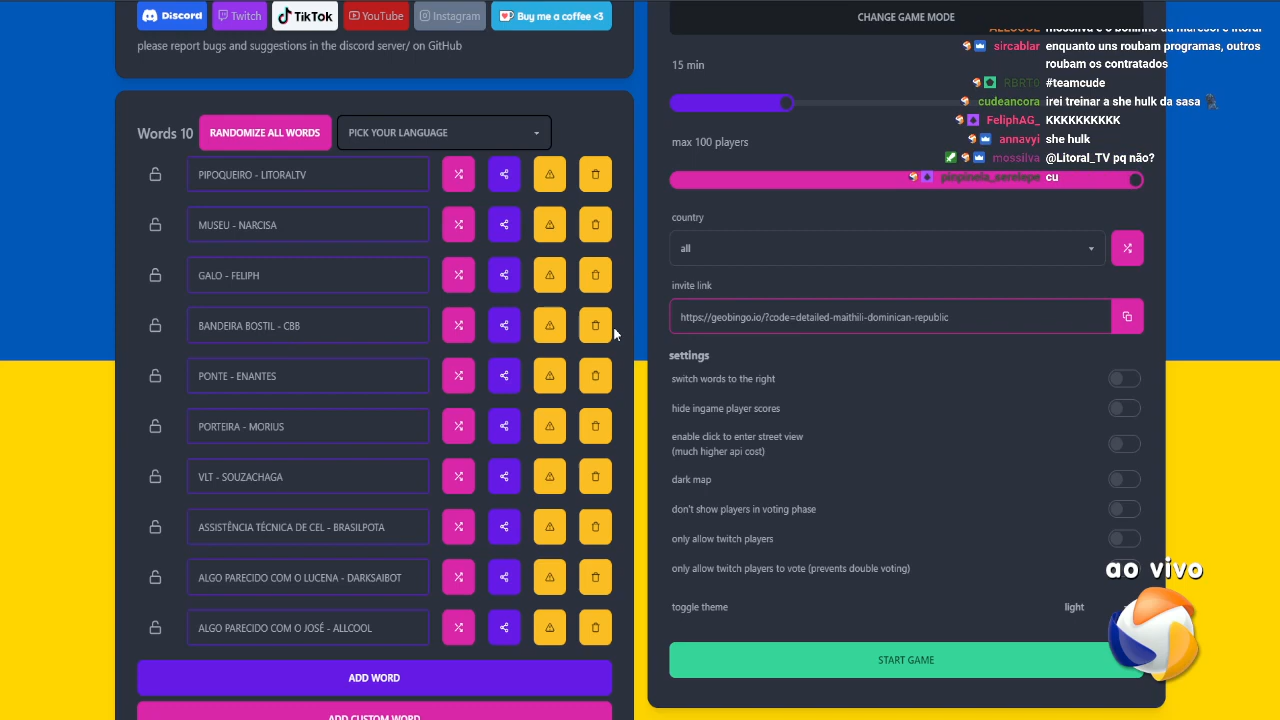 Discord
Twitch
TikTok
YouTube
Instagram
Buy me a coffee <3
please report bugs and suggestions in the discord server/ on GitHub
Words 10
RANDOMIZE ALL WORDS
PICK YOUR LANGUAGE
PIPOQUEIRO - LITORALTV
MUSEU - NARCISA
GALO - FELIPH
BANDEIRA BOSTIL - CBB
PONTE - ENANTES
PORTEIRA - MORIUS
VLT - SOUZACHAGA
ASSISTÊNCIA TÉCNICA DE CEL - BRASILPOTA
ALGO PARECIDO COM O LUCENA - DARKSAIBOT
ALGO PARECIDO COM O JOSÉ - ALLCOOL
ADD WORD
ADD CUSTOM WORD
CHANGE GAME MODE
15 min
max 100 players
country
all
invite link
https://geobingo.io/?code=detailed-maithili-dominican-republic
settings
switch words to the right
hide ingame player scores
enable click to enter street view
(much higher api cost)
dark map
don't show players in voting phase
only allow twitch players
only allow twitch players to vote (prevents double voting)
toggle theme
light
START GAME
sircablar enquanto uns roubam programas, outros
roubam os contratados
RBRT0 #teamcude
cudeancora irei treinar a she hulk da sasa
FeliphAG_ KKKKKKKKKK
annavyi she hulk
mossilva @Litoral_TV pq não?
pinpinela_serelepe cu
ao vivo